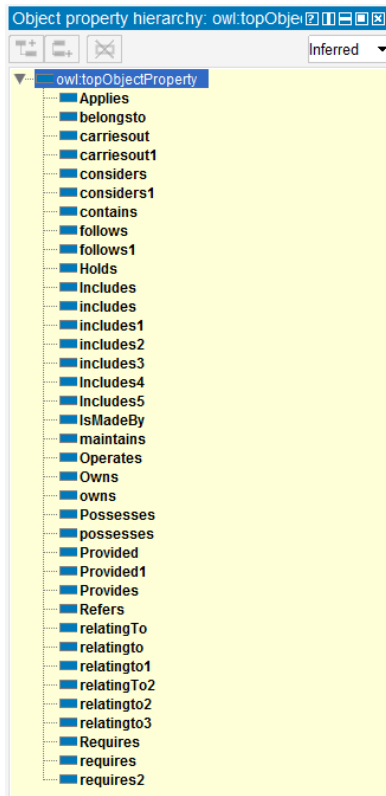 Object property hierarchy: owl:topObje
Inferred
owl:topObjectProperty
Applies
belongsto
carriesout
carriesout1
considers
considers1
contains
follows
follows1
Holds
Includes
includes
includes1
includes2
includes3
Includes4
Includes5
IsMadeBy
maintains
Operates
Owns
owns
Possesses
possesses
Provided
Provided1
Provides
Refers
relatingTo
relatingto
relatingto1
relatingTo2
relatingto2
relatingto3
Requires
requires
requires2